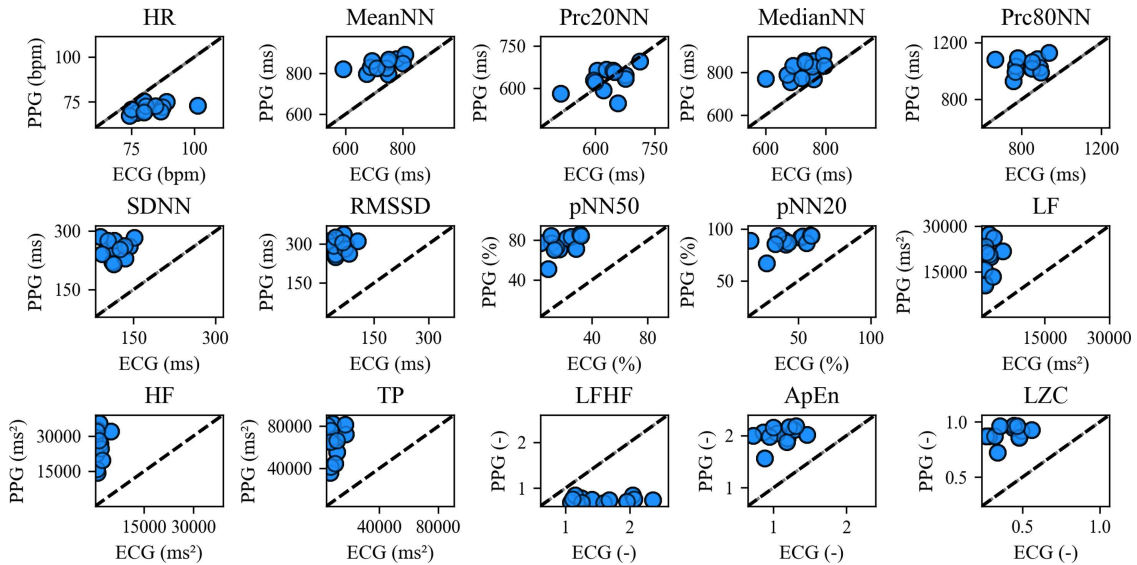 HR
MeanNN
Prc20NN
MedianNN
Prc80NN
PPG (bpm)
100
75
75
100
ECG (bpm)
PPG (ms)
800
600
600
800
ECG (ms)
PPG (ms)
750
600
600
750
ECG (ms)
PPG (ms)
800
600
600
800
ECG (ms)
PPG (ms)
1200
800
800
1200
ECG (ms)
SDNN
RMSSD
pNN50
pNN20
LF
PPG (ms)
300
150
150
300
ECG (ms)
PPG (ms)
300
150
150
300
ECG (ms)
PPG (%)
80
40
40
80
ECG (%)
PPG (%)
100
50
50
100
ECG (%)
PPG (ms²)
30000
15000
15000
30000
ECG (ms²)
HF
TP
LFHF
ApEn
LZC
PPG (ms²)
30000
15000
15000
30000
ECG (ms²)
PPG (ms²)
80000
40000
40000
80000
ECG (ms²)
PPG (-)
2
1
1
2
ECG (-)
PPG (-)
2
1
1
2
ECG (-)
PPG (-)
1.0
0.5
0.5
1.0
ECG (-)